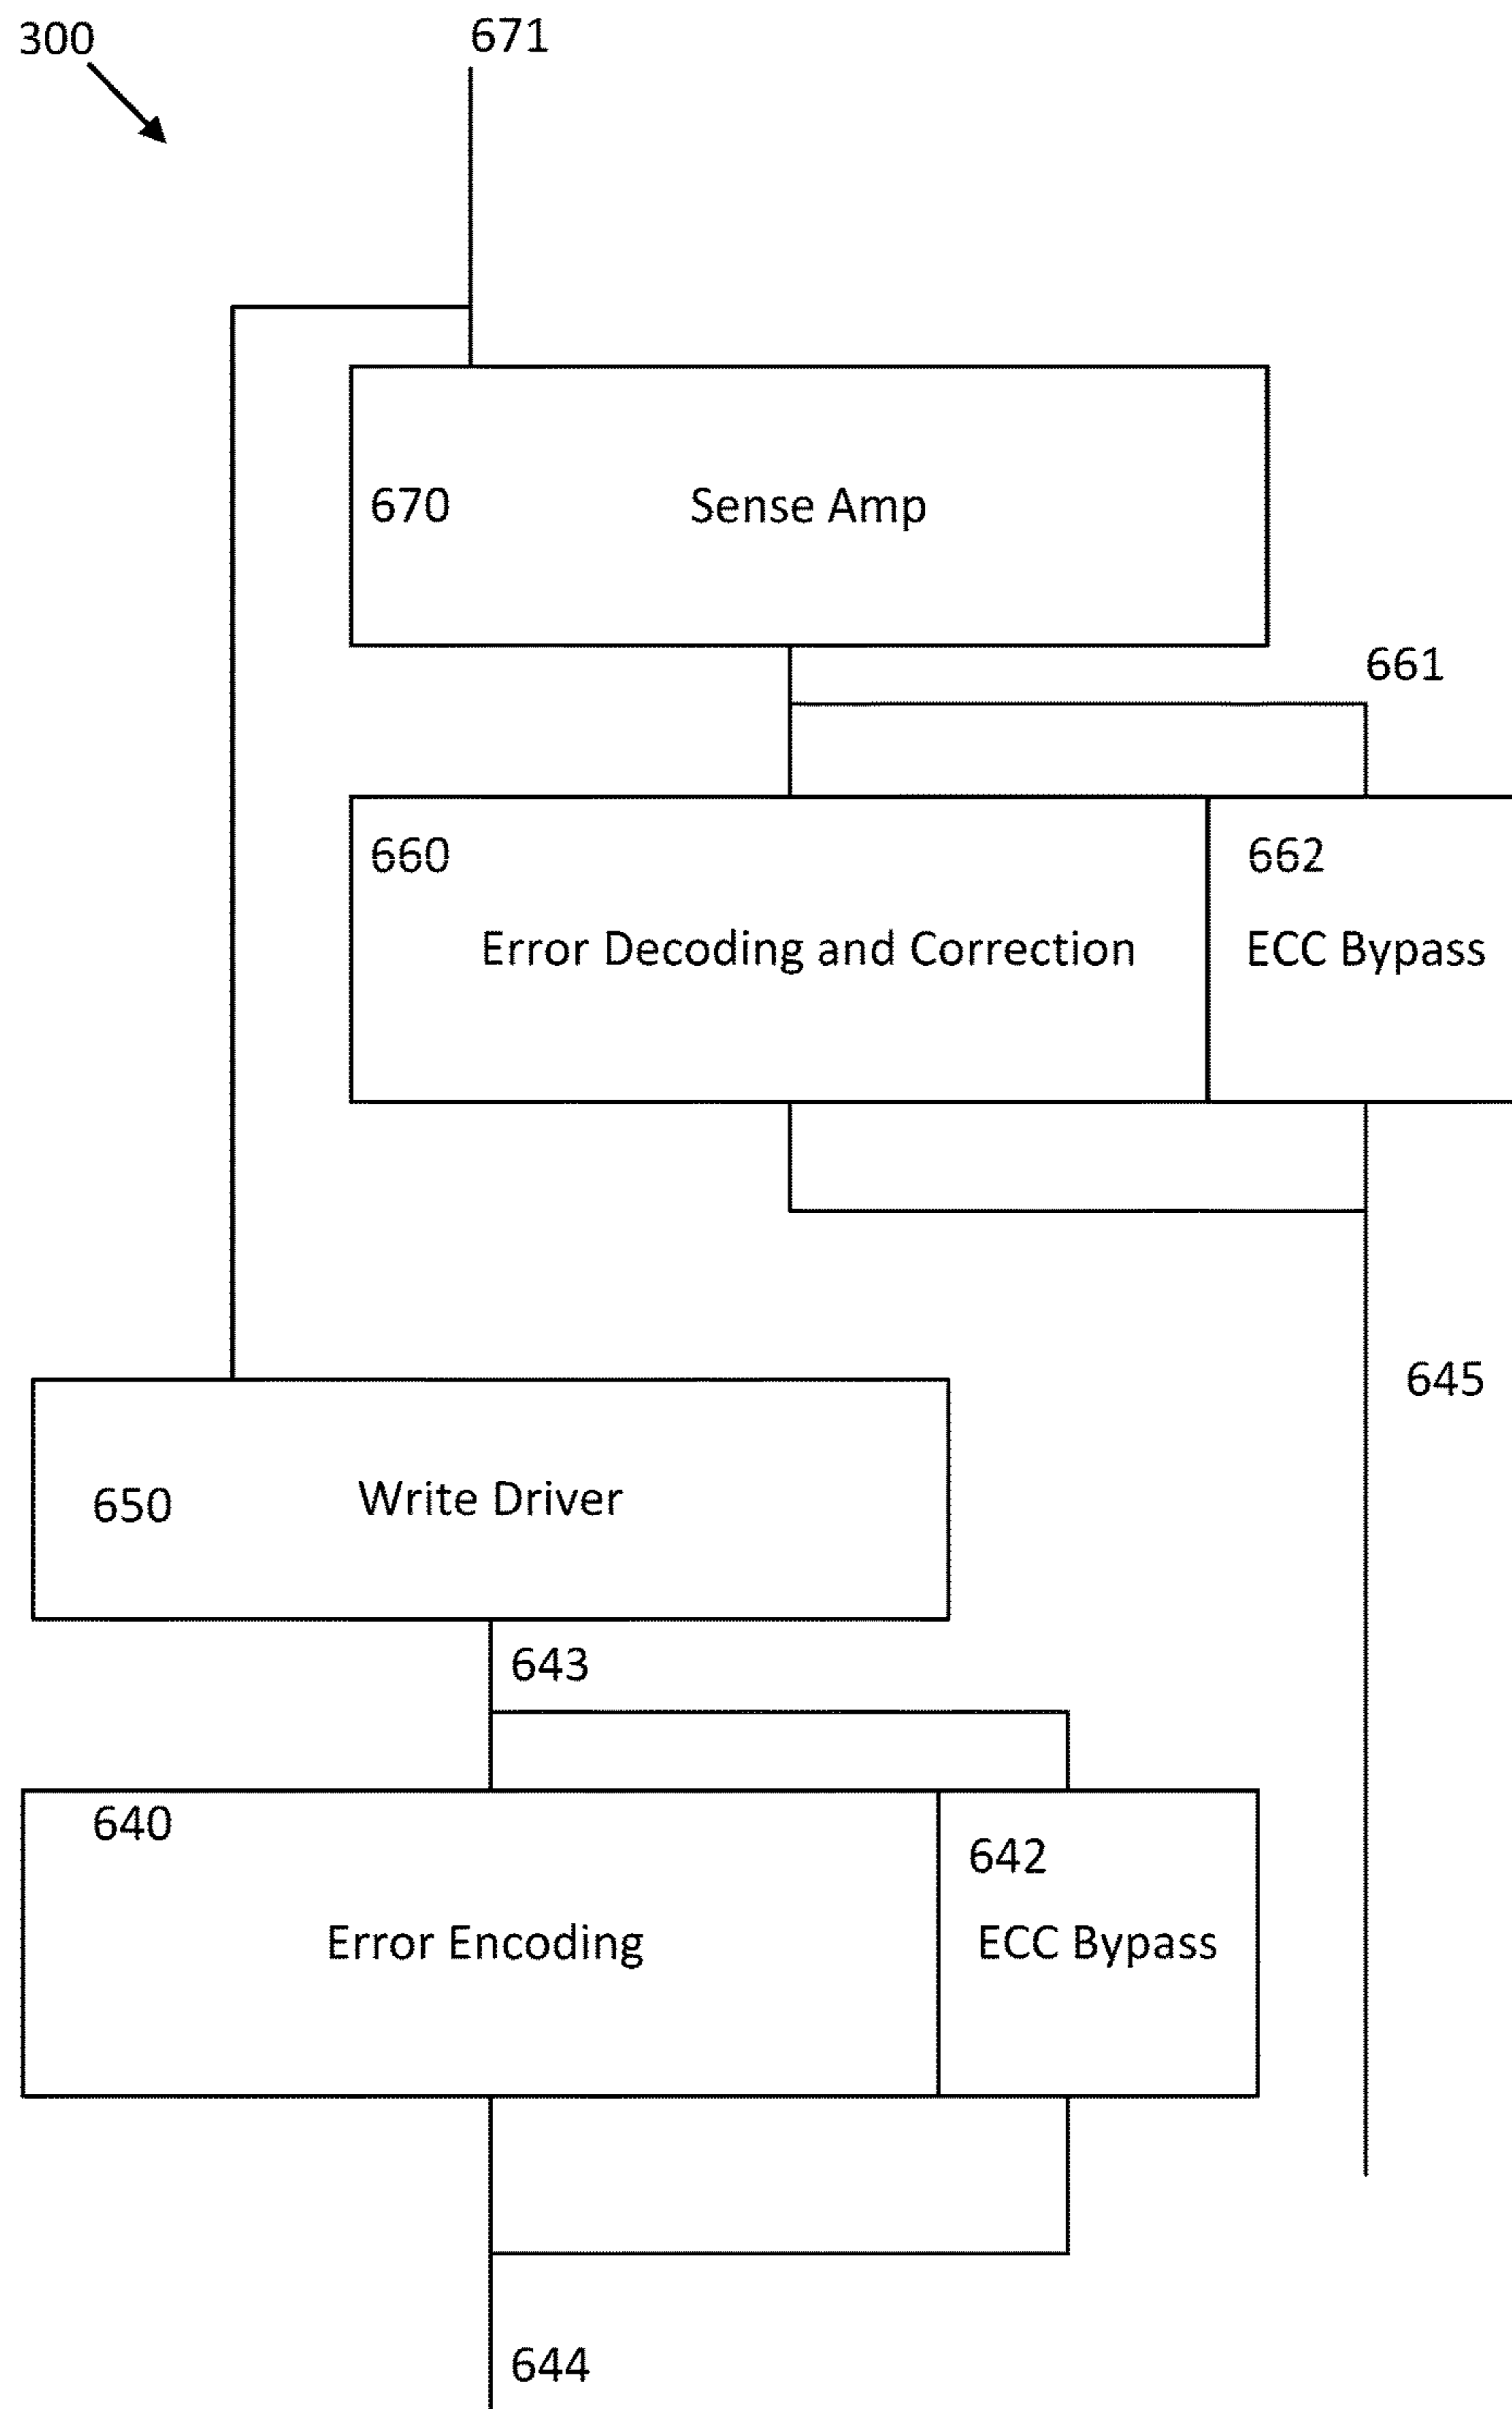 300
671
670 Sense Amp
661
660
662
Error Decoding and Correction
ECC Bypass
645
650 Write Driver
643
640
642
Error Encoding
ECC Bypass
644